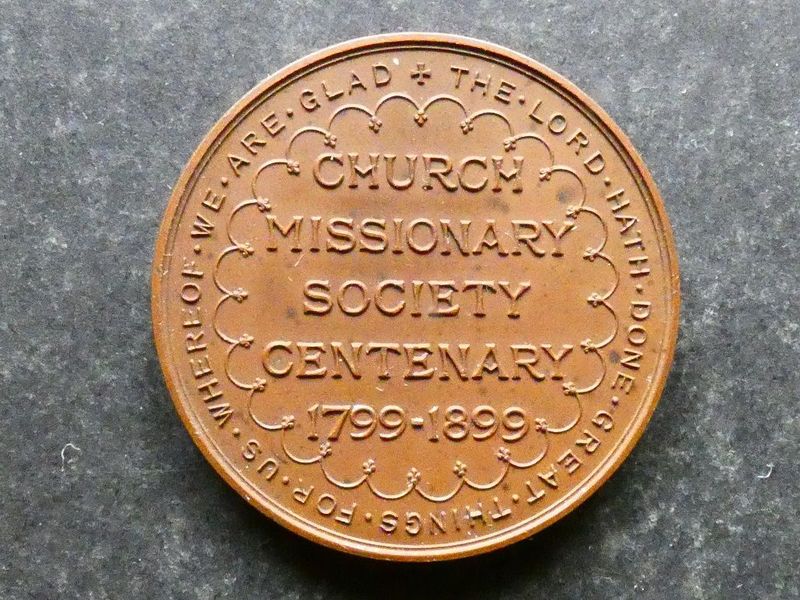 ✠ THE · LORD · HATH · DONE · GREAT · THINGS · FOR · US · WHEREOF · WE · ARE · GLAD
CHURCH
MISSIONARY
SOCIETY
CENTENARY
1799-1899